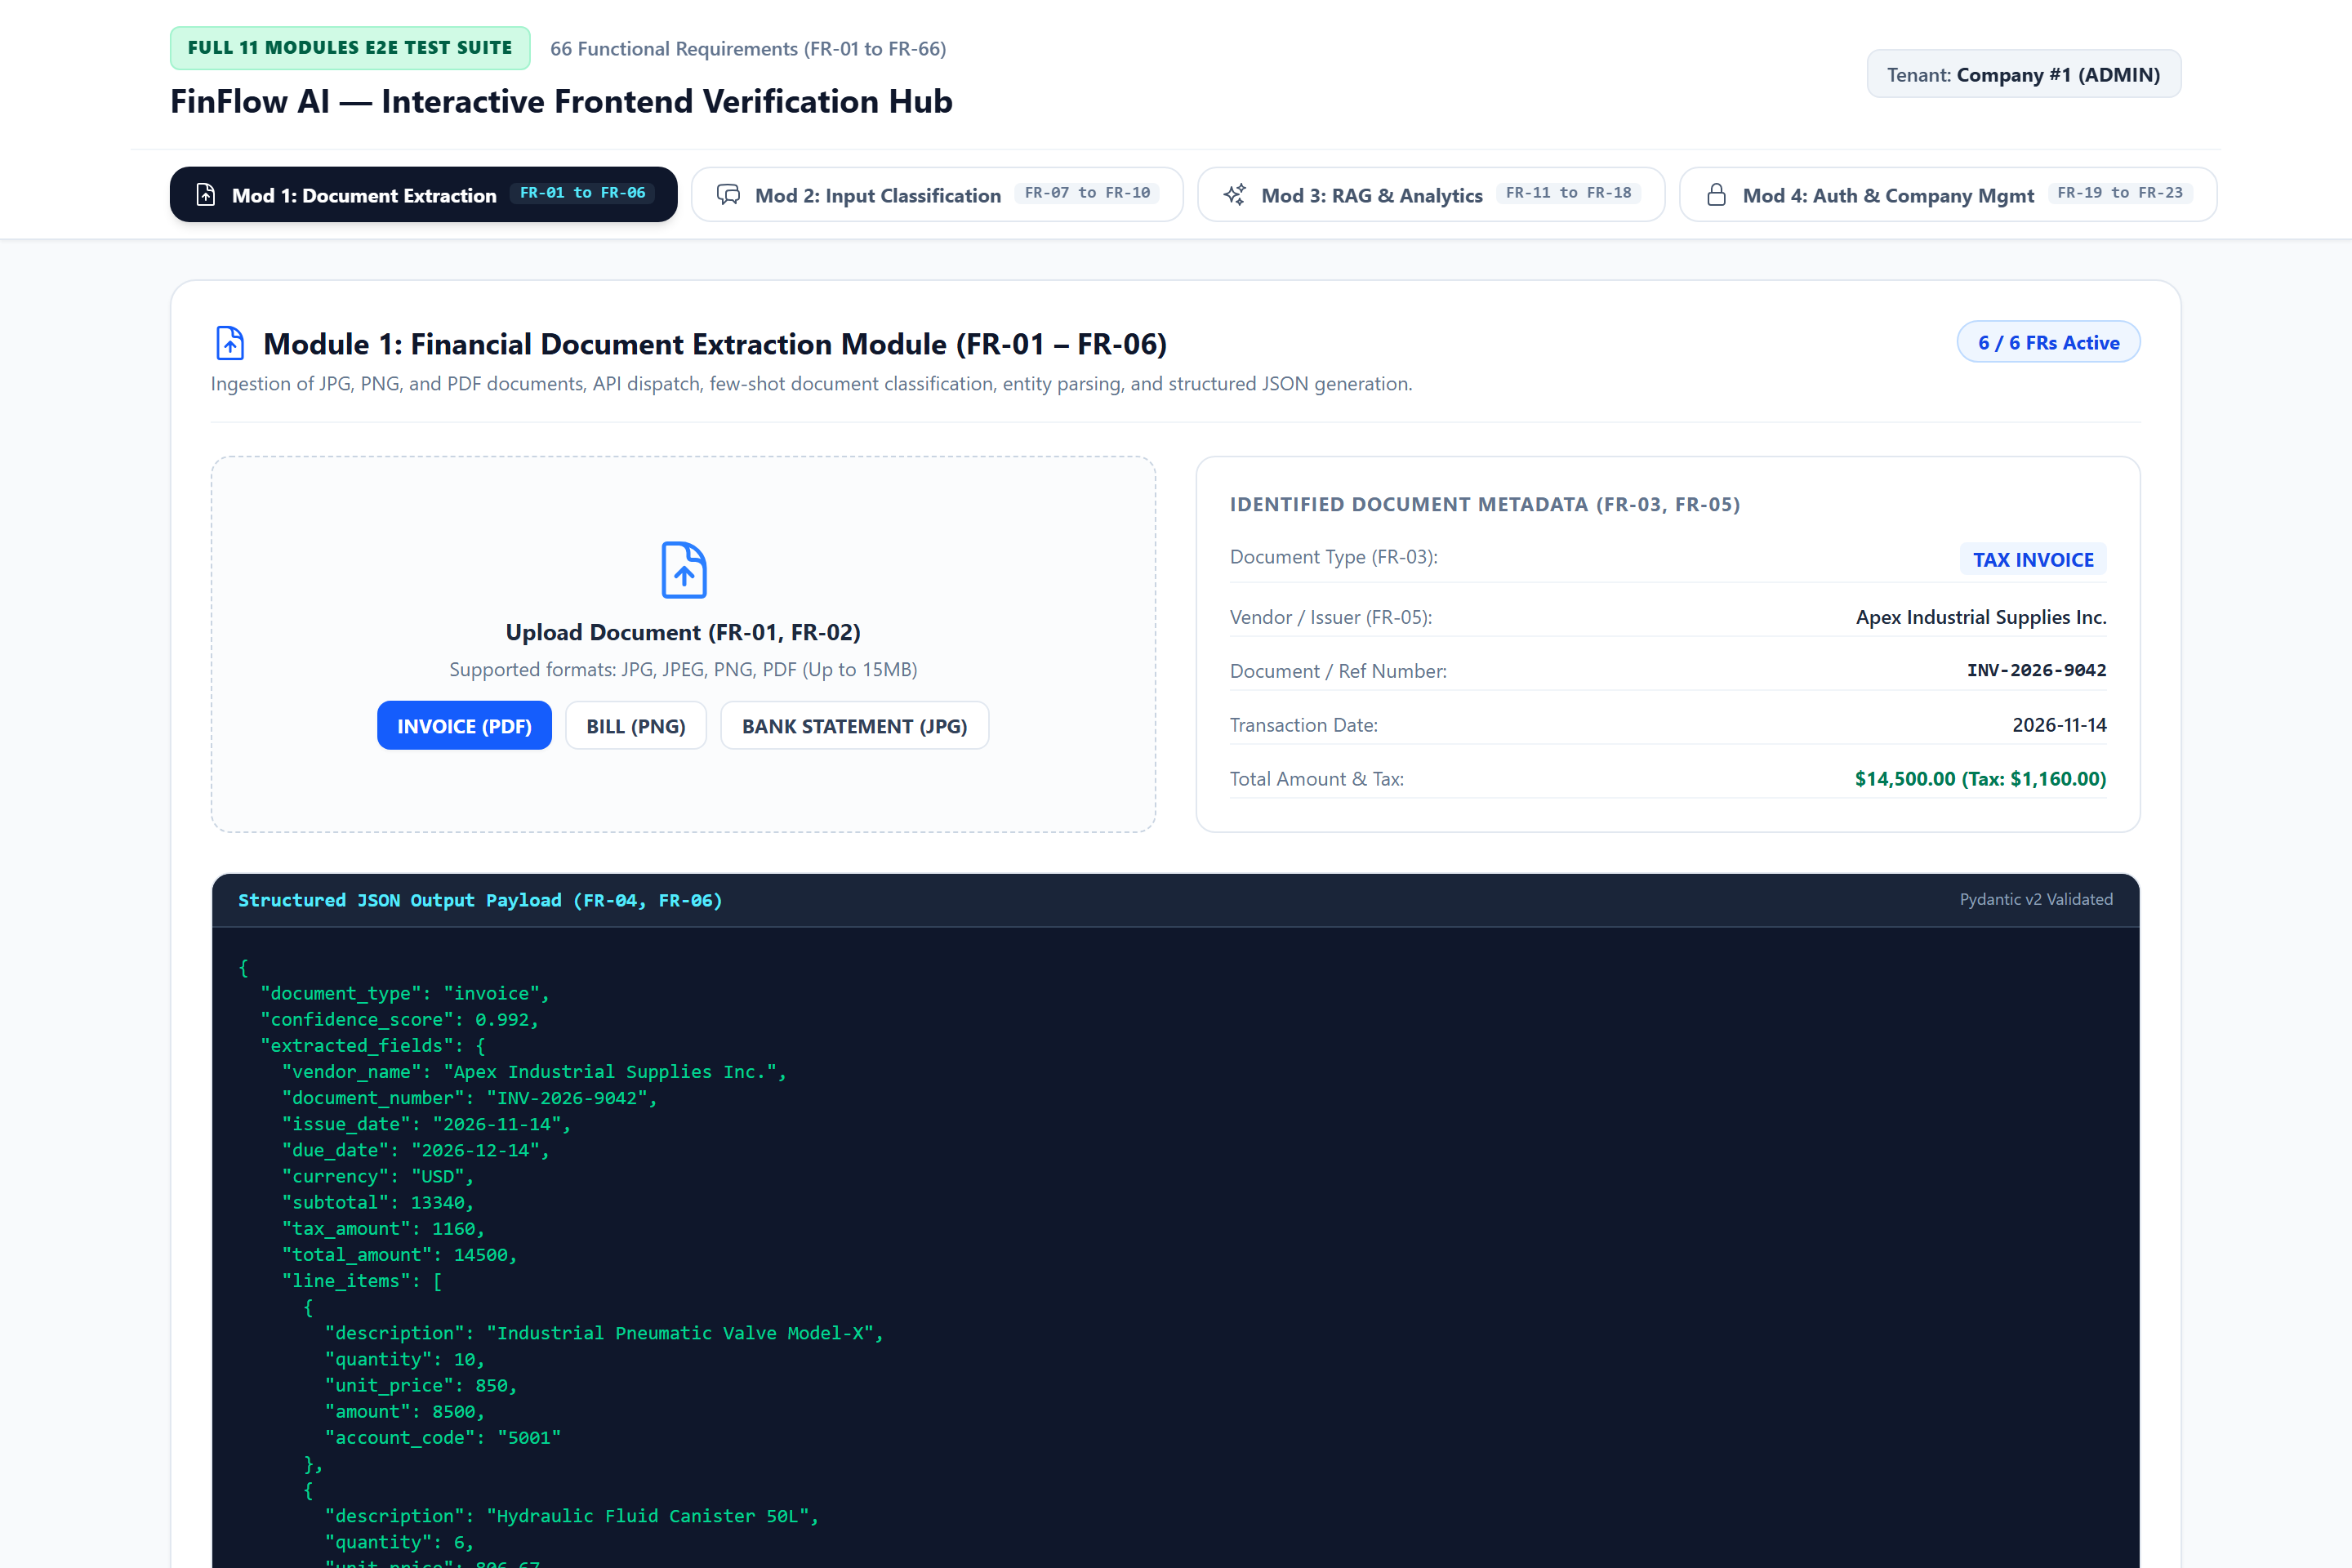 FULL 11 MODULES E2E TEST SUITE
66 Functional Requirements (FR-01 to FR-66)
FinFlow AI — Interactive Frontend Verification Hub
Tenant: Company #1 (ADMIN)
Mod 1: Document Extraction FR-01 to FR-06
Mod 2: Input Classification FR-07 to FR-10
Mod 3: RAG & Analytics FR-11 to FR-18
Mod 4: Auth & Company Mgmt FR-19 to FR-23
Module 1: Financial Document Extraction Module (FR-01 – FR-06)
6 / 6 FRs Active
Ingestion of JPG, PNG, and PDF documents, API dispatch, few-shot document classification, entity parsing, and structured JSON generation.
Upload Document (FR-01, FR-02)
Supported formats: JPG, JPEG, PNG, PDF (Up to 15MB)
INVOICE (PDF)
BILL (PNG)
BANK STATEMENT (JPG)
IDENTIFIED DOCUMENT METADATA (FR-03, FR-05)
Document Type (FR-03): TAX INVOICE
Vendor / Issuer (FR-05): Apex Industrial Supplies Inc.
Document / Ref Number: INV-2026-9042
Transaction Date: 2026-11-14
Total Amount & Tax: $14,500.00 (Tax: $1,160.00)
Structured JSON Output Payload (FR-04, FR-06)
Pydantic v2 Validated
{
"document_type": "invoice",
"confidence_score": 0.992,
"extracted_fields": {
"vendor_name": "Apex Industrial Supplies Inc.",
"document_number": "INV-2026-9042",
"issue_date": "2026-11-14",
"due_date": "2026-12-14",
"currency": "USD",
"subtotal": 13340,
"tax_amount": 1160,
"total_amount": 14500,
"line_items": [
{
"description": "Industrial Pneumatic Valve Model-X",
"quantity": 10,
"unit_price": 850,
"amount": 8500,
"account_code": "5001"
},
{
"description": "Hydraulic Fluid Canister 50L",
"quantity": 6,
"unit_price": 806.67